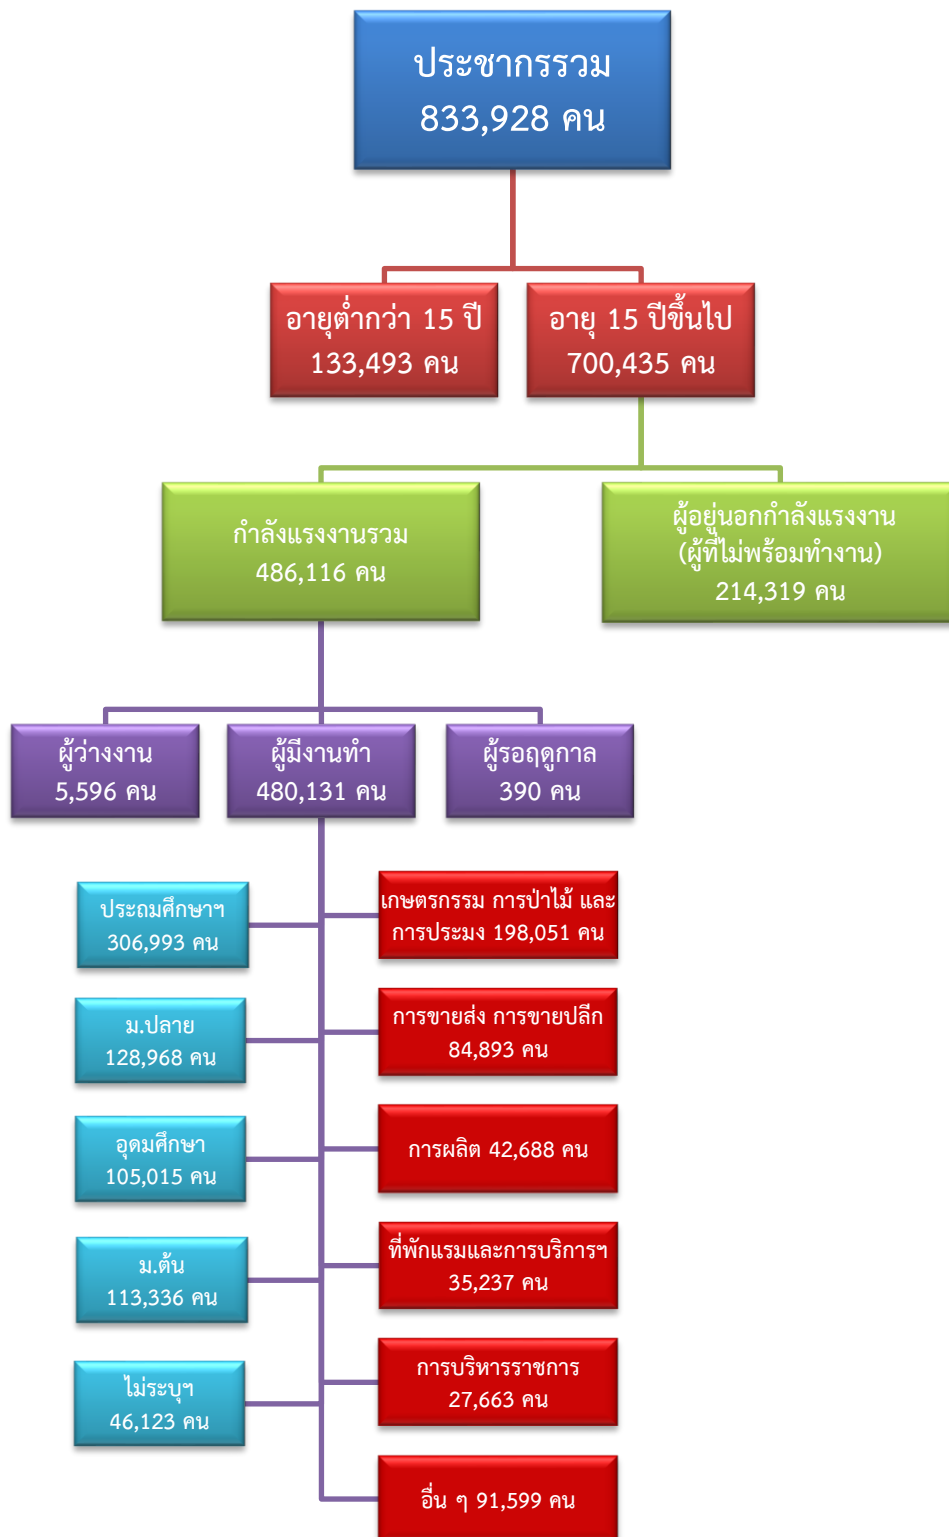 ประชากรรวม
833,928 คน
อายุต่ำกว่า 15 ปี
133,493 คน
อายุ 15 ปีขึ้นไป
700,435 คน
กำลังแรงงานรวม
486,116 คน
ผู้อยู่นอกกำลังแรงงาน
(ผู้ที่ไม่พร้อมทำงาน)
214,319 คน
ผู้ว่างงาน
5,596 คน
ผู้มีงานทำ
480,131 คน
ผู้รอฤดูกาล
390 คน
ประถมศึกษาฯ
306,993 คน
ม.ปลาย
128,968 คน
อุดมศึกษา
105,015 คน
ม.ต้น
113,336 คน
ไม่ระบุฯ
46,123 คน
เกษตรกรรม การป่าไม้ และ
การประมง 198,051 คน
การขายส่ง การขายปลีก
84,893 คน
การผลิต 42,688 คน
ที่พักแรมและการบริการฯ
35,237 คน
การบริหารราชการ
27,663 คน
อื่น ๆ 91,599 คน